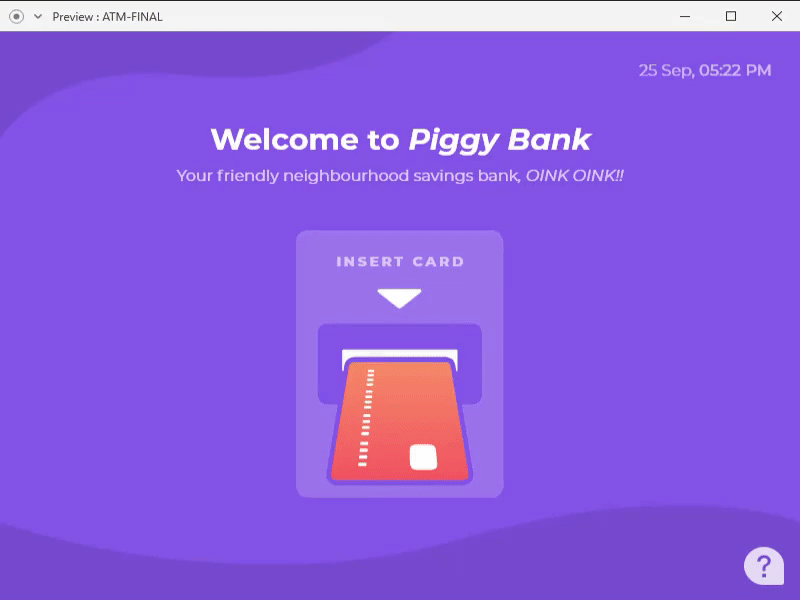 Preview : ATM-FINAL
25 Sep, 05:22 PM
Welcome to Piggy Bank
Your friendly neighbourhood savings bank, OINK OINK!!
INSERT CARD
?